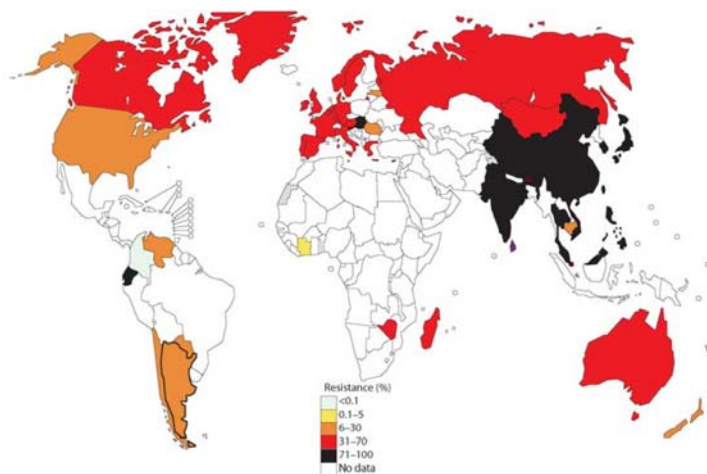 Resistance (%)
<0.1
0.1–5
6–30
31–70
71–100
No data